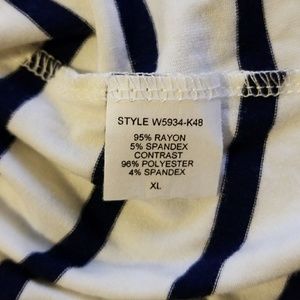 STYLE W5934-K48
95% RAYON
5% SPANDEX
CONTRAST
96% POLYESTER
4% SPANDEX
XL